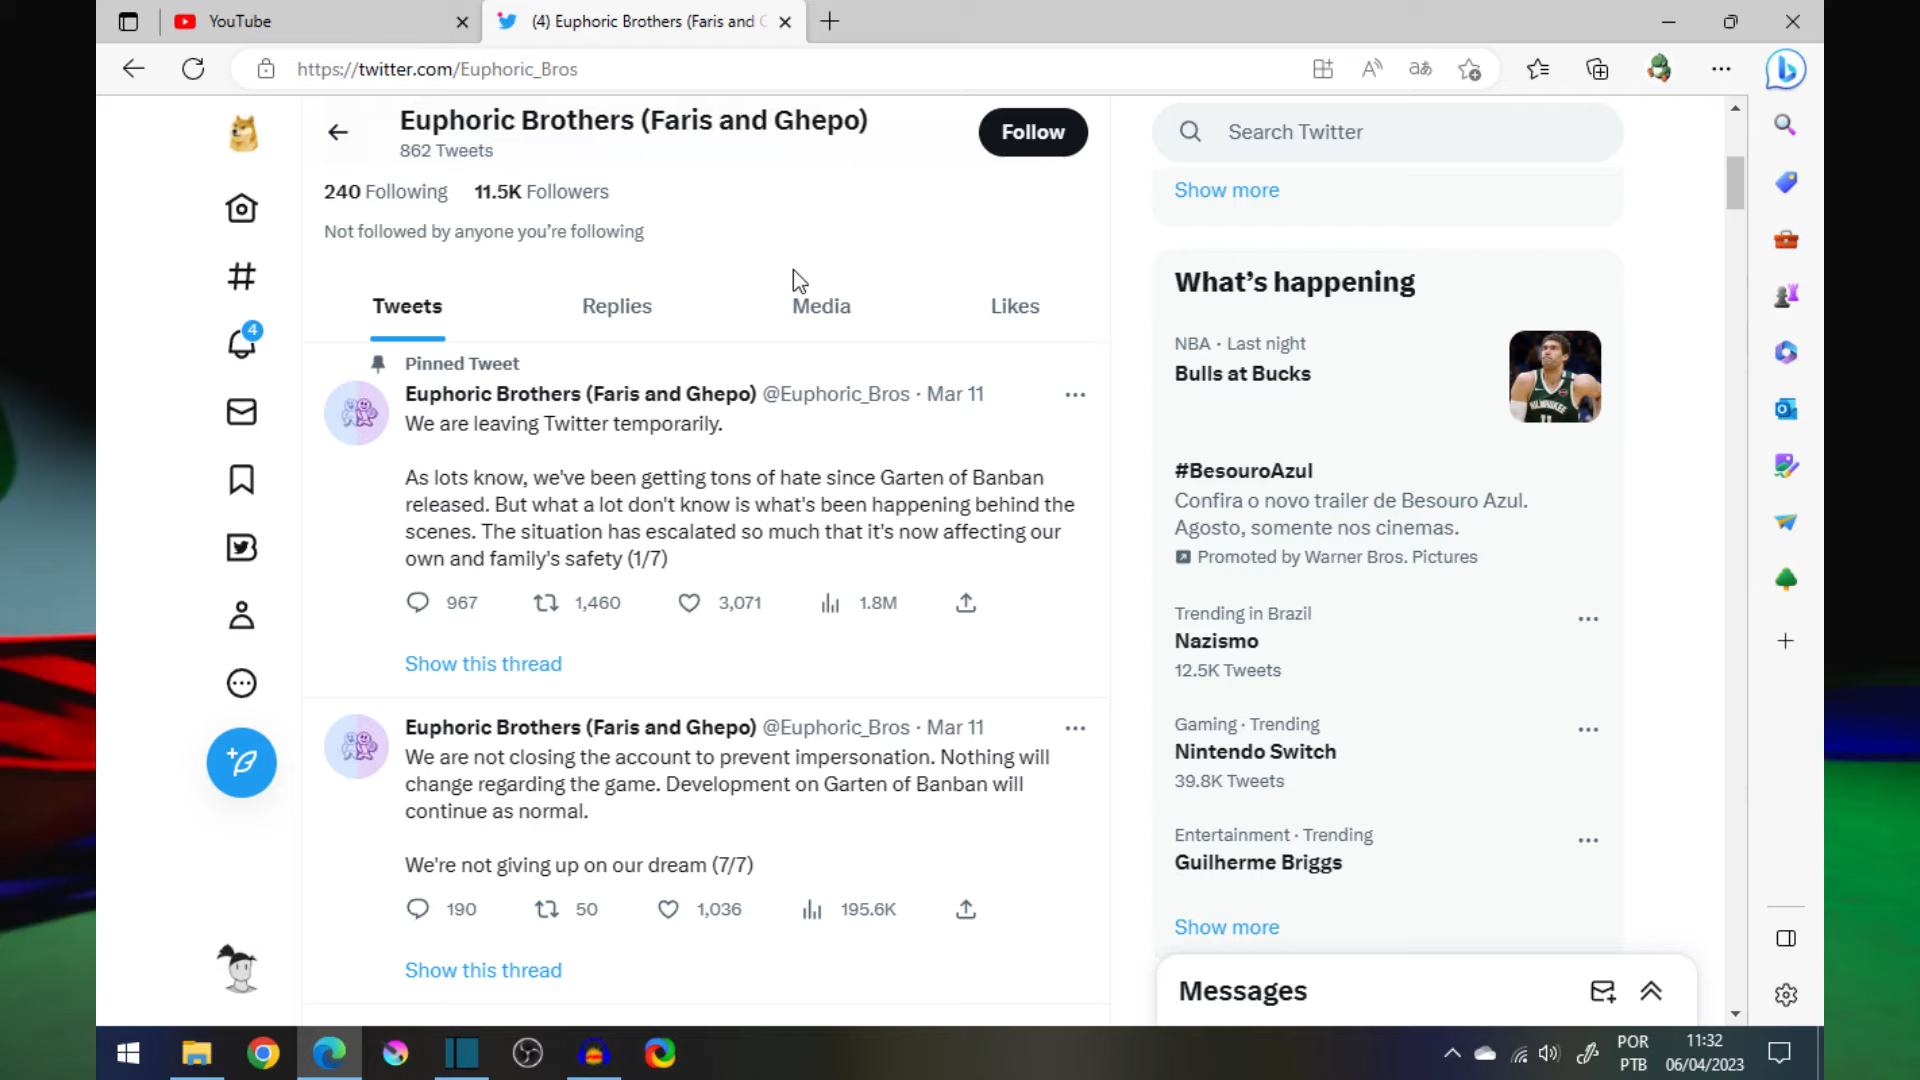 YouTube
(4) Euphoric Brothers (Faris and G
https://twitter.com/Euphoric_Bros
Euphoric Brothers (Faris and Ghepo)
862 Tweets
Follow
240 Following 11.5K Followers
Not followed by anyone you're following
Tweets Replies Media Likes
Pinned Tweet
Euphoric Brothers (Faris and Ghepo) @Euphoric_Bros · Mar 11
We are leaving Twitter temporarily.
As lots know, we've been getting tons of hate since Garten of Banban
released. But what a lot don't know is what's been happening behind the
scenes. The situation has escalated so much that it's now affecting our
own and family's safety (1/7)
967 1,460 3,071 1.8M
Show this thread
Euphoric Brothers (Faris and Ghepo) @Euphoric_Bros · Mar 11
We are not closing the account to prevent impersonation. Nothing will
change regarding the game. Development on Garten of Banban will
continue as normal.
We're not giving up on our dream (7/7)
190 50 1,036 195.6K
Show this thread
4
Search Twitter
Show more
What's happening
NBA · Last night
Bulls at Bucks
#BesouroAzul
Confira o novo trailer de Besouro Azul.
Agosto, somente nos cinemas.
Promoted by Warner Bros. Pictures
Trending in Brazil
Nazismo
12.5K Tweets
Gaming · Trending
Nintendo Switch
39.8K Tweets
Entertainment · Trending
Guilherme Briggs
Show more
Messages
POR
PTB
11:32
06/04/2023